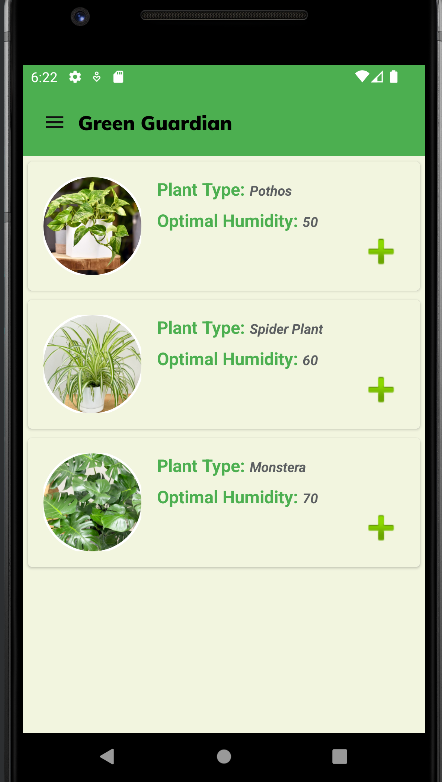 6:22
Green Guardian
Plant Type: Pothos
Optimal Humidity: 50
Plant Type: Spider Plant
Optimal Humidity: 60
Plant Type: Monstera
Optimal Humidity: 70